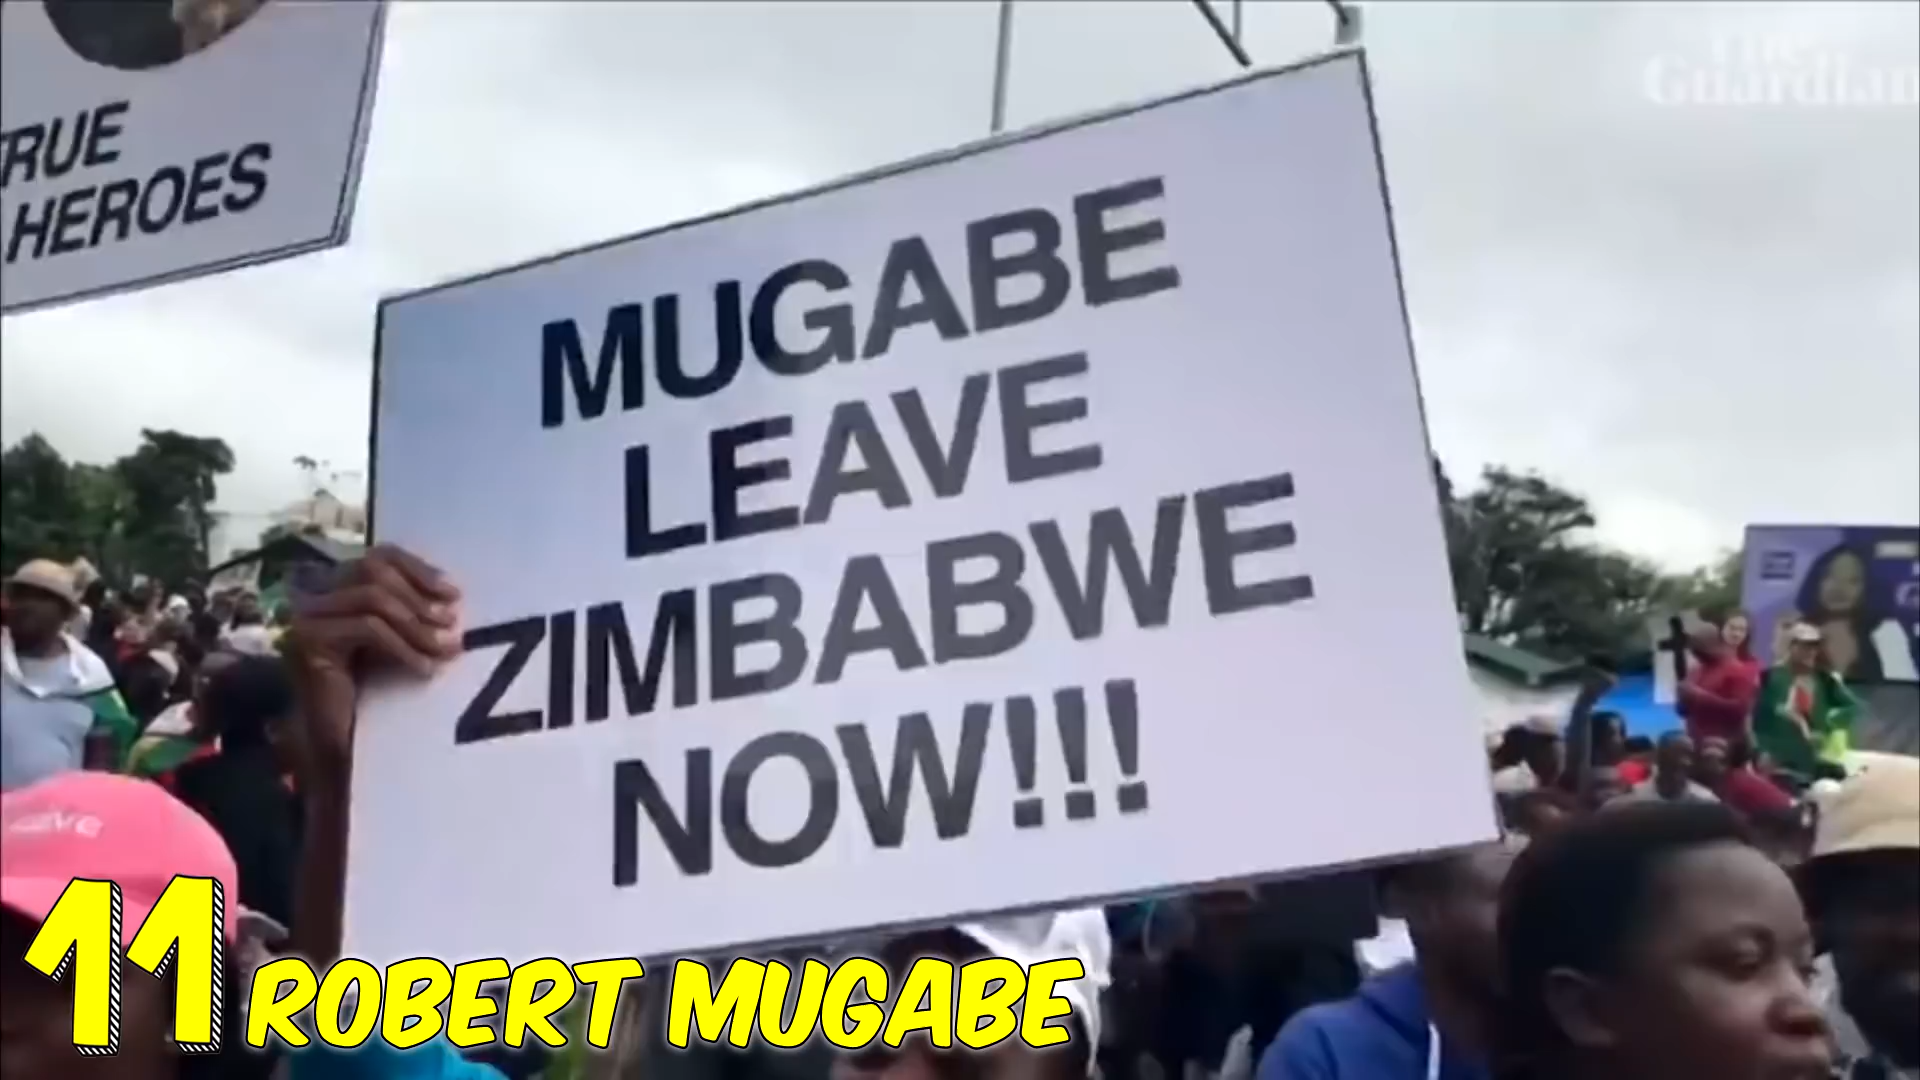 The
Guardian
TRUE
HEROES
MUGABE
LEAVE
ZIMBABWE
NOW!!!
11 ROBERT MUGABE